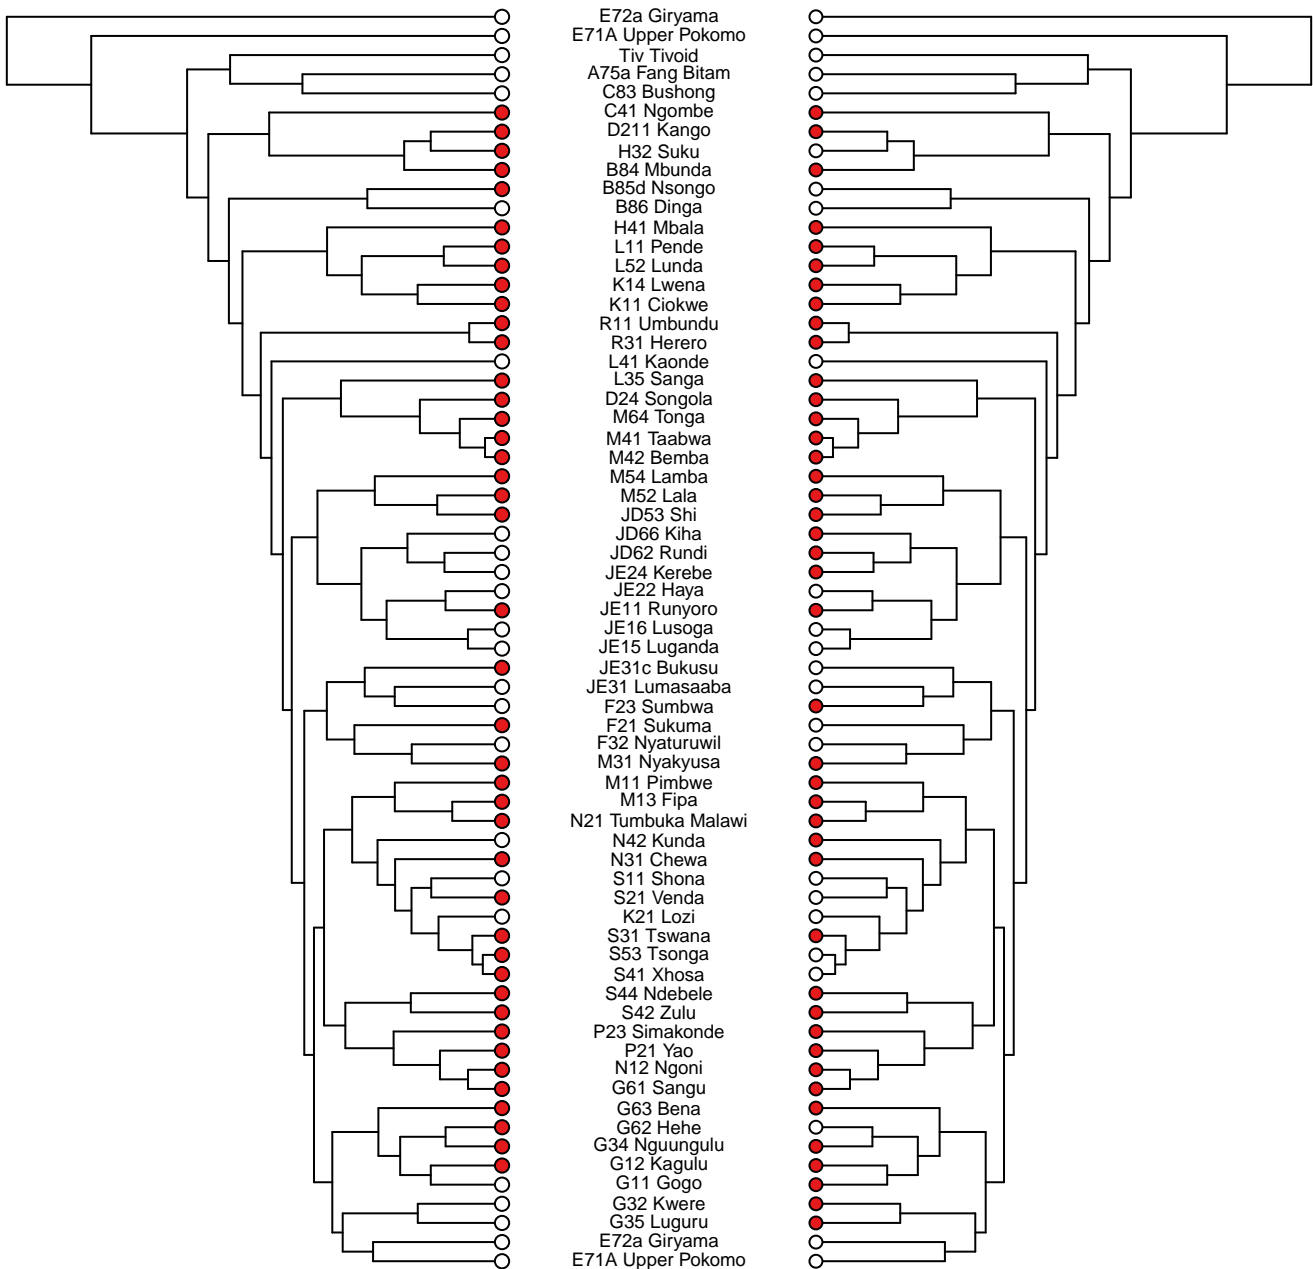 E72a Giryama
E71A Upper Pokomo
Tiv Tivoid
A75a Fang Bitam
C83 Bushong
C41 Ngombe
D211 Kango
H32 Suku
B84 Mbunda
B85d Nsongo
B86 Dinga
H41 Mbala
L11 Pende
L52 Lunda
K14 Lwena
K11 Ciokwe
R11 Umbundu
R31 Herero
L41 Kaonde
L35 Sanga
D24 Songola
M64 Tonga
M41 Taabwa
M42 Bemba
M54 Lamba
M52 Lala
JD53 Shi
JD66 Kiha
JD62 Rundi
JE24 Kerebe
JE22 Haya
JE11 Runyoro
JE16 Lusoga
JE15 Luganda
JE31c Bukusu
JE31 Lumasaaba
F23 Sumbwa
F21 Sukuma
F32 Nyaturuwil
M31 Nyakyusa
M11 Pimbwe
M13 Fipa
N21 Tumbuka Malawi
N42 Kunda
N31 Chewa
S11 Shona
S21 Venda
K21 Lozi
S31 Tswana
S53 Tsonga
S41 Xhosa
S44 Ndebele
S42 Zulu
P23 Simakonde
P21 Yao
N12 Ngoni
G61 Sangu
G63 Bena
G62 Hehe
G34 Nguungulu
G12 Kagulu
G11 Gogo
G32 Kwere
G35 Luguru
E72a Giryama
E71A Upper Pokomo